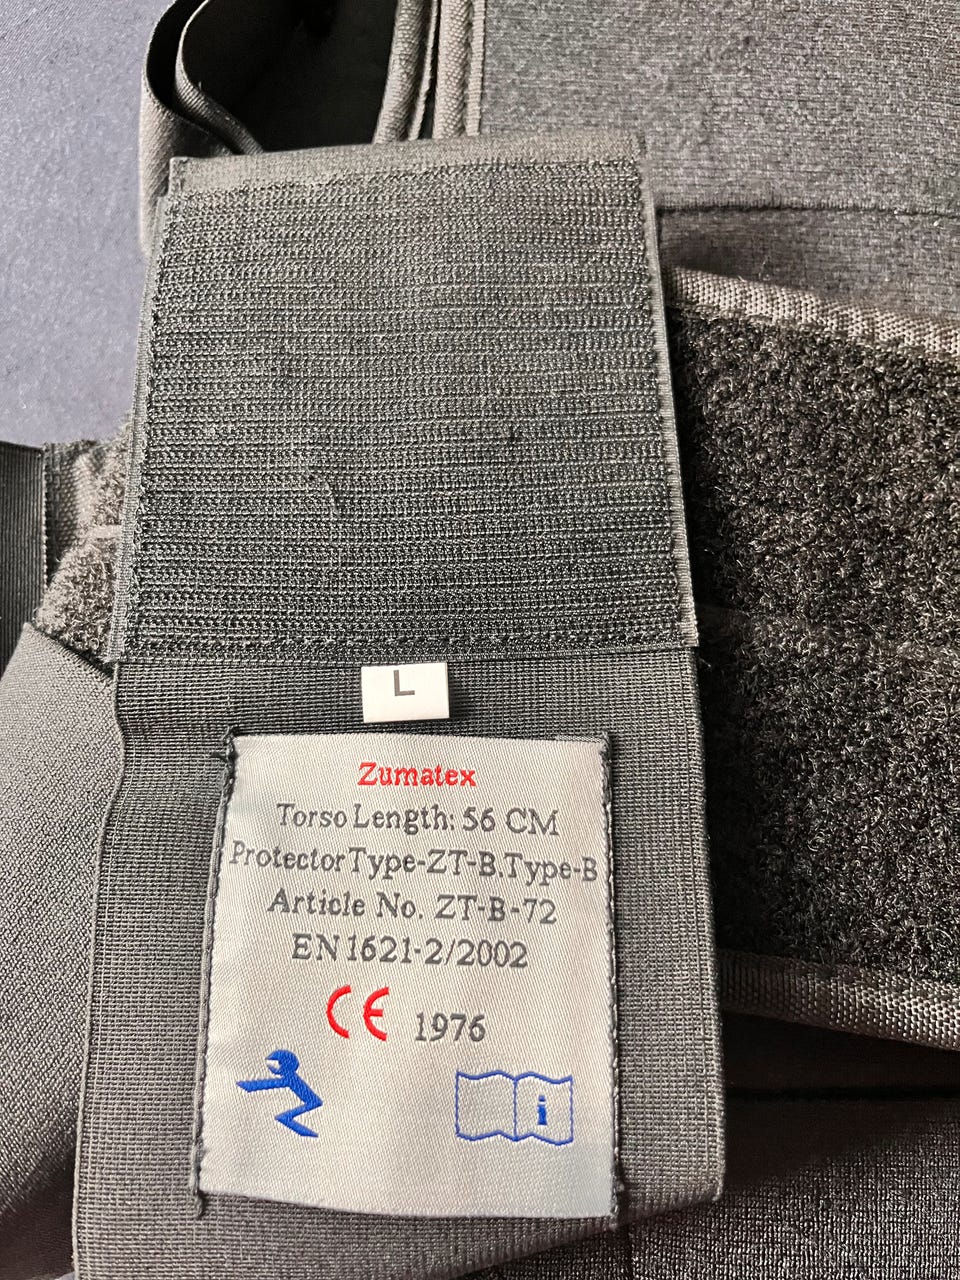 L
Zumatex
Torso Length: 56 CM
Protector Type-ZT-B.Type-B
Article No. ZT-B-72
EN 1621-2/2002
CE 1976
i